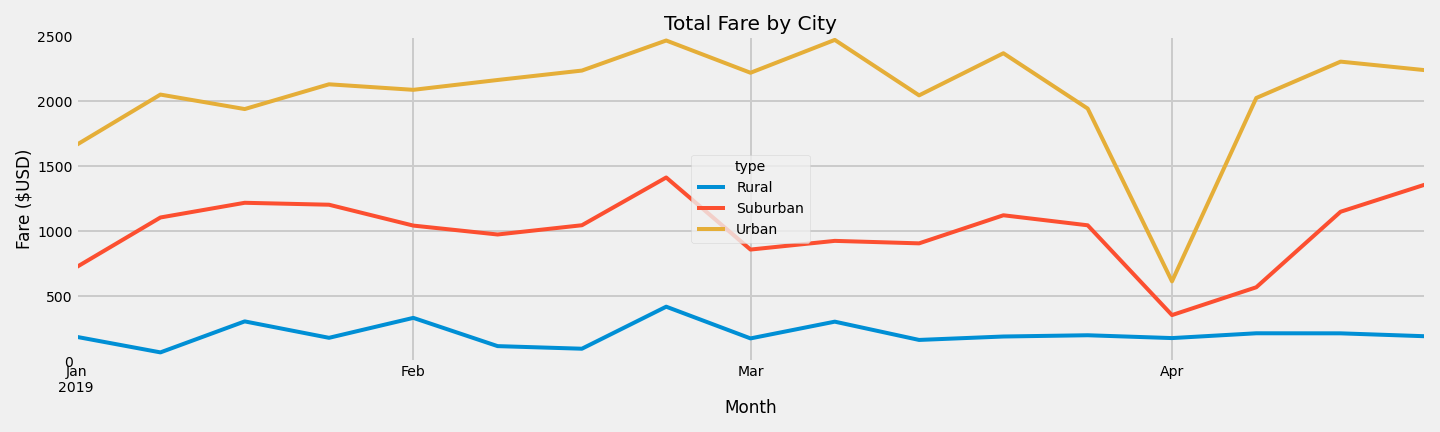 Total Fare by City
2500
2000
1500
1000
500
0
Fare ($USD)
type
Rural
Suburban
Urban
Jan Feb Mar Apr
2019
Month